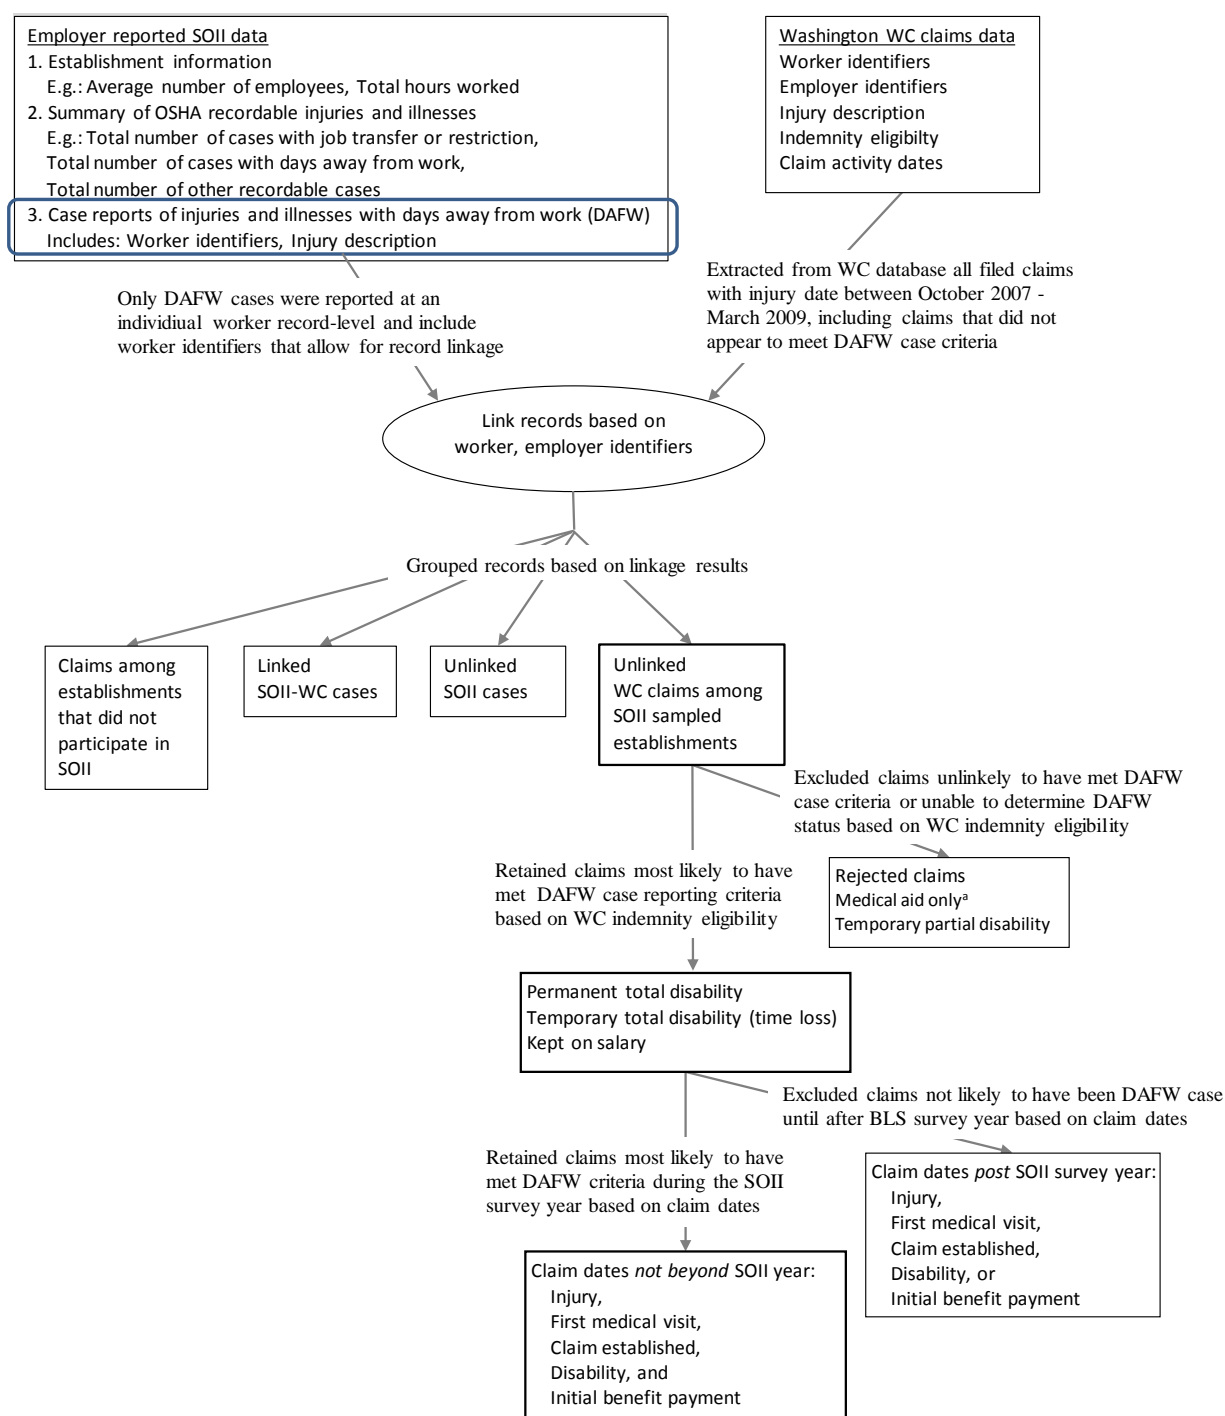 Employer reported SOII data
1. Establishment information
E.g.: Average number of employees, Total hours worked
2. Summary of OSHA recordable injuries and illnesses
E.g.: Total number of cases with job transfer or restriction,
Total number of cases with days away from work,
Total number of other recordable cases
3. Case reports of injuries and illnesses with days away from work (DAFW)
Includes: Worker identifiers, Injury description
Washington WC claims data
Worker identifiers
Employer identifiers
Injury description
Indemnity eligibilty
Claim activity dates
Only DAFW cases were reported at an
individiual worker record-level and include
worker identifiers that allow for record linkage
Extracted from WC database all filed claims
with injury date between October 2007 -
March 2009, including claims that did not
appear to meet DAFW case criteria
Link records based on
worker, employer identifiers
Grouped records based on linkage results
Claims among
establishments
that did not
participate in
SOII
Linked
SOII-WC cases
Unlinked
SOII cases
Unlinked
WC claims among
SOII sampled
establishments
Excluded claims unlikely to have met DAFW
case criteria or unable to determine DAFW
status based on WC indemnity eligibility
Retained claims most likely to have
met DAFW case reporting criteria
based on WC indemnity eligibility
Rejected claims
Medical aid onlyᵃ
Temporary partial disability
Permanent total disability
Temporary total disability (time loss)
Kept on salary
Excluded claims not likely to have been DAFW case
until after BLS survey year based on claim dates
Retained claims most likely to have
met DAFW criteria during the SOII
survey year based on claim dates
Claim dates post SOII survey year:
Injury,
First medical visit,
Claim established,
Disability, or
Initial benefit payment
Claim dates not beyond SOII year:
Injury,
First medical visit,
Claim established,
Disability, and
Initial benefit payment